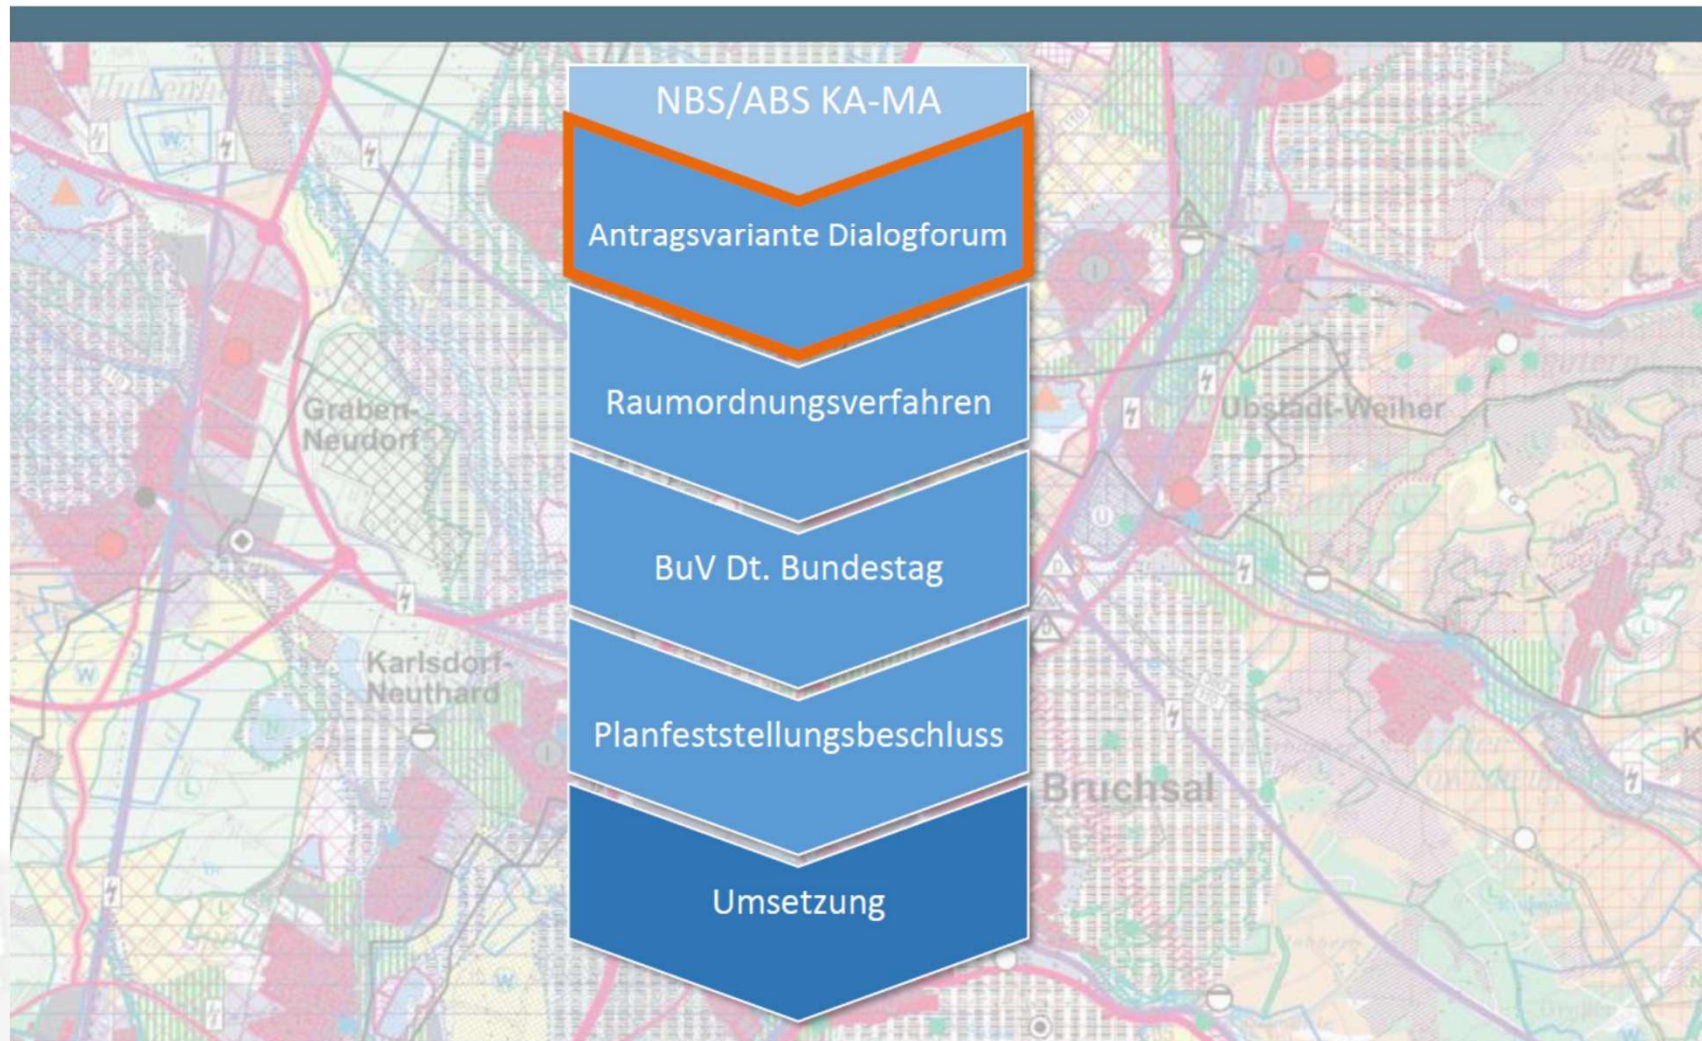 NBS/ABS KA-MA
Antragsvariante Dialogforum
Raumordnungsverfahren
BuV Dt. Bundestag
Planfeststellungsbeschluss
Umsetzung
Graben-
Neudorf
Karlsdorf-
Neuthard
Ubstadt-Weiher
Bruchsal